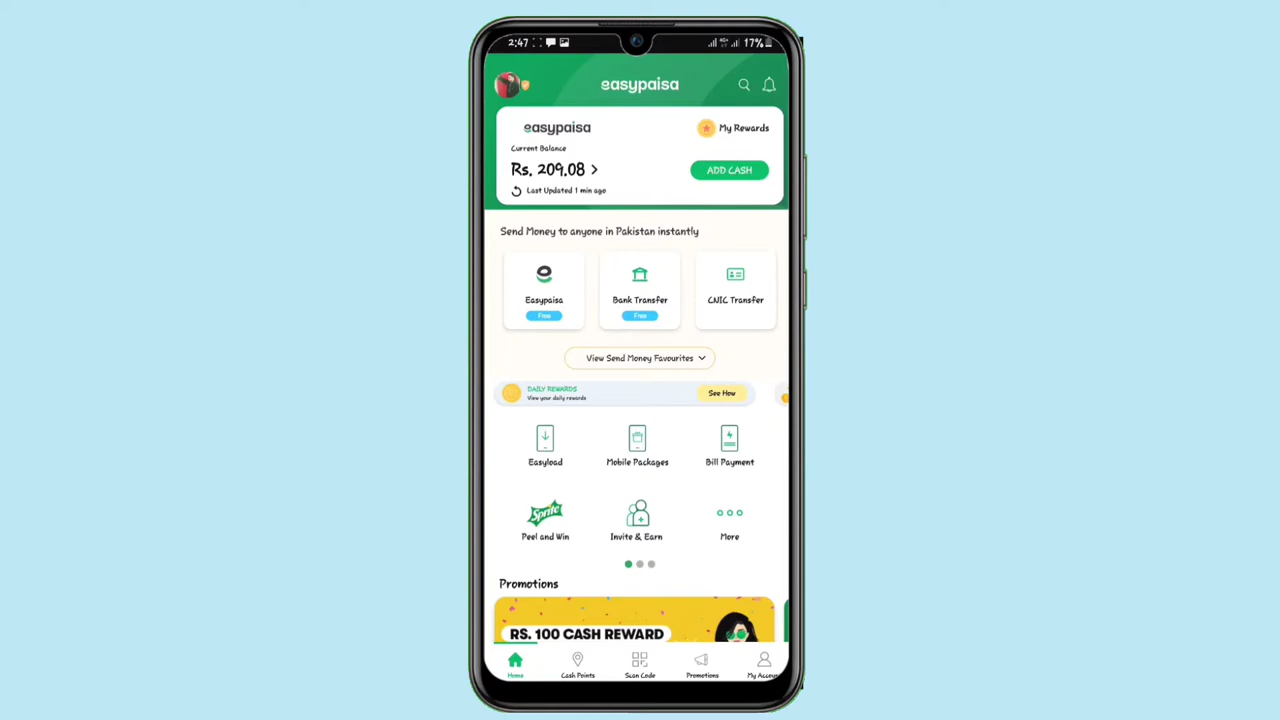 2:47
4G+
17%
easypaisa
easypaisa
My Rewards
Current Balance
Rs. 209.08 >
ADD CASH
Last Updated 1 min ago
Send Money to anyone in Pakistan instantly
Easypaisa
Bank Transfer
CNIC Transfer
Free
Free
View Send Money Favourites
DAILY REWARDS
View your daily rewards
See How
Easyload
Mobile Packages
Bill Payment
Sprite
Peel and Win
Invite & Earn
More
Promotions
RS. 100 CASH REWARD
Home
Cash Points
Scan Code
Promotions
My Accoun